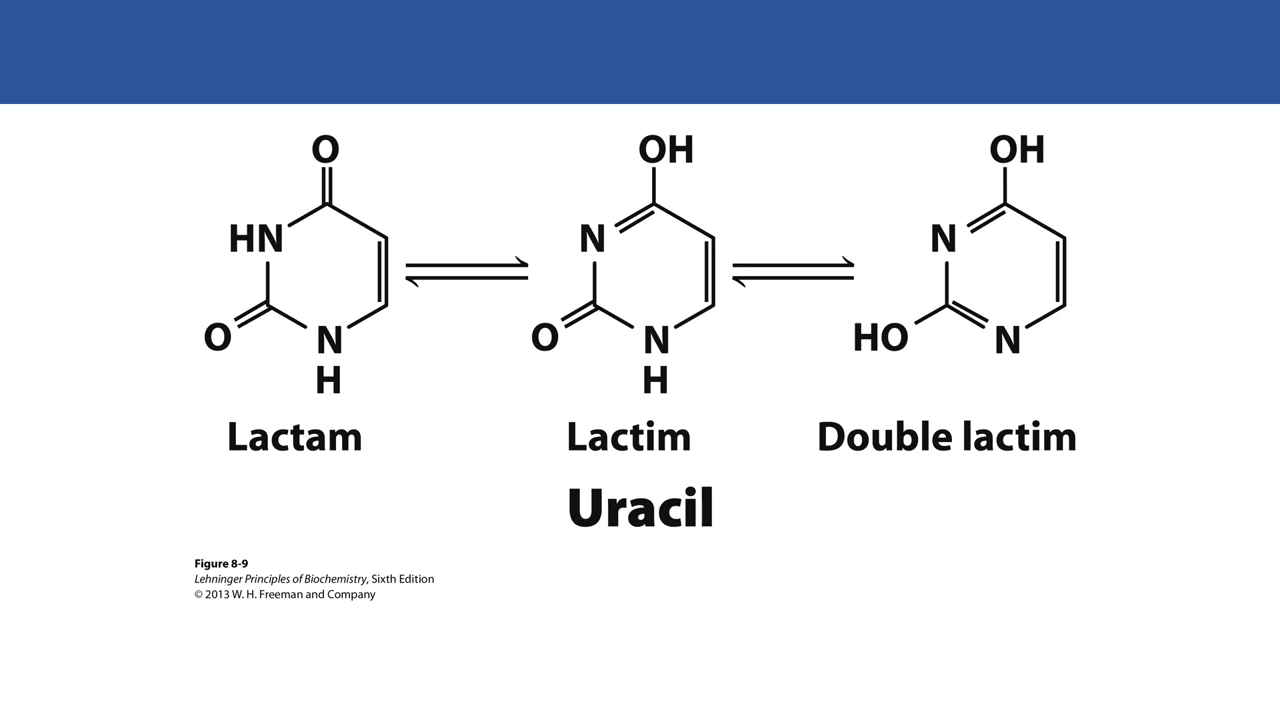 O OH OH
HN N N
O N O N HO N
H H
Lactam Lactim Double lactim
Uracil
Figure 8-9
Lehninger Principles of Biochemistry, Sixth Edition
© 2013 W. H. Freeman and Company